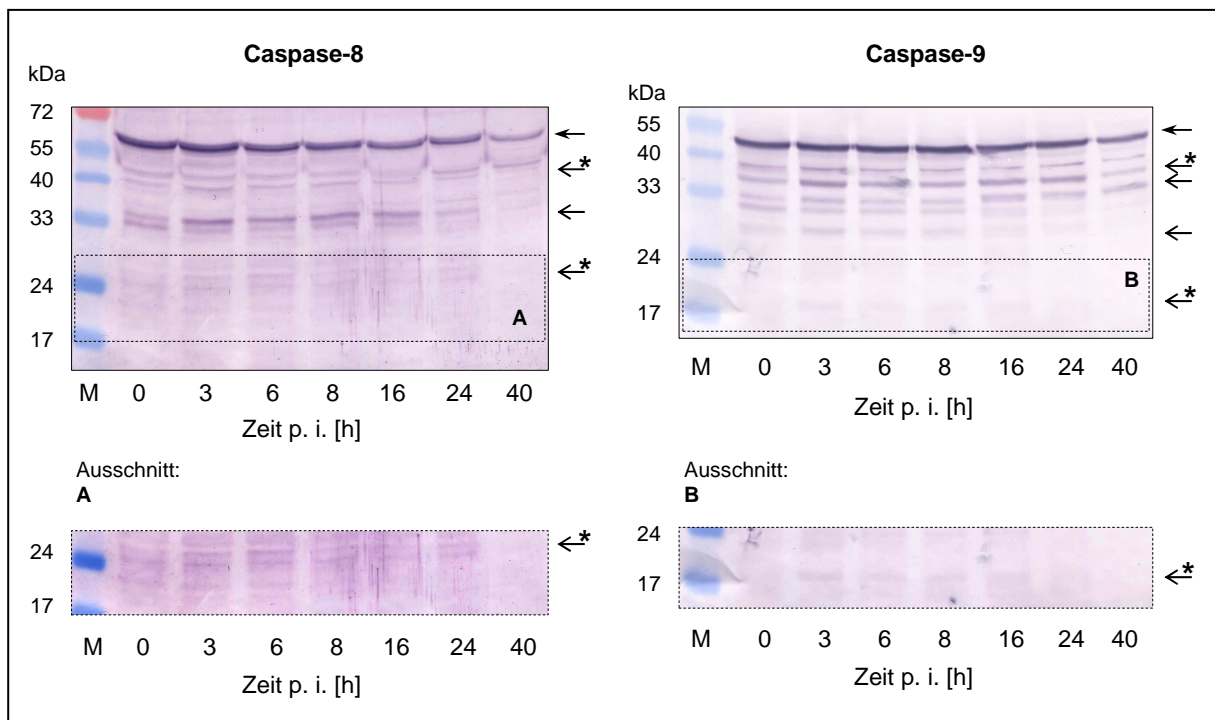 Caspase-8
kDa
72
55
40
33
24
17
*
*
A
M 0 3 6 8 16 24 40
Zeit p. i. [h]
Caspase-9
kDa
55
40
33
24
17
*
*
B
M 0 3 6 8 16 24 40
Zeit p. i. [h]
Ausschnitt:
A
24
17
*
M 0 3 6 8 16 24 40
Zeit p. i. [h]
Ausschnitt:
B
24
17
*
M 0 3 6 8 16 24 40
Zeit p. i. [h]